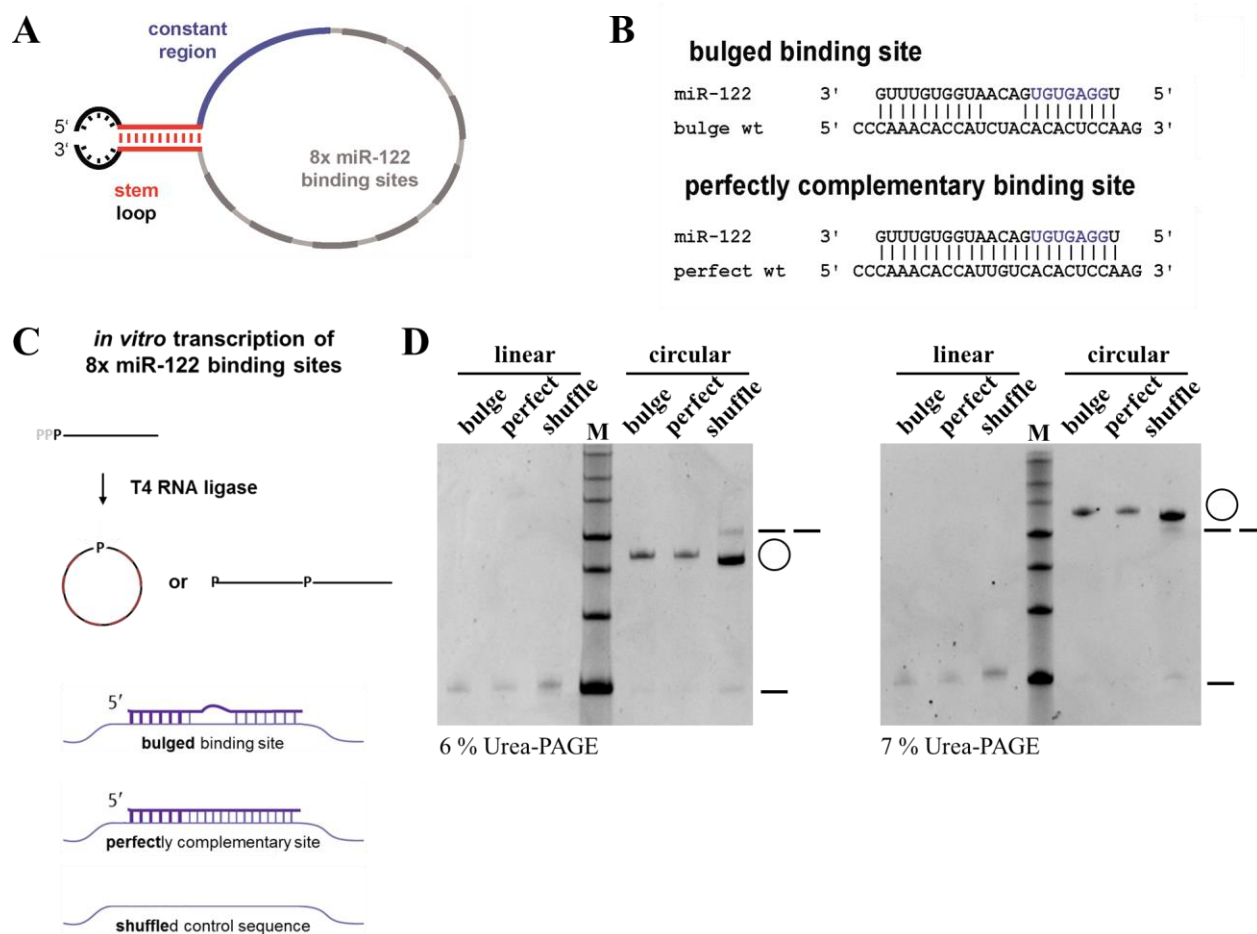 A
constant
region
5‘
3‘
8x miR-122
binding sites
stem
loop
B
bulged binding site
miR-122 3' GUUUGUGGUAACAGUGUGAGGU 5'
bulge wt 5' CCCAAACACCAUCUACACACUCCAAG 3'
perfectly complementary binding site
miR-122 3' GUUUGUGGUAACAGUGUGAGGU 5'
perfect wt 5' CCCAAACACCAUUGUCACACUCCAAG 3'
C
in vitro transcription of
8x miR-122 binding sites
PPP
T4 RNA ligase
P
or
P P
5’
bulged binding site
5’
perfectly complementary site
shuffled control sequence
D
linear circular
bulge perfect shuffle M bulge perfect shuffle
6 % Urea-PAGE
linear circular
bulge perfect shuffle M bulge perfect shuffle
7 % Urea-PAGE